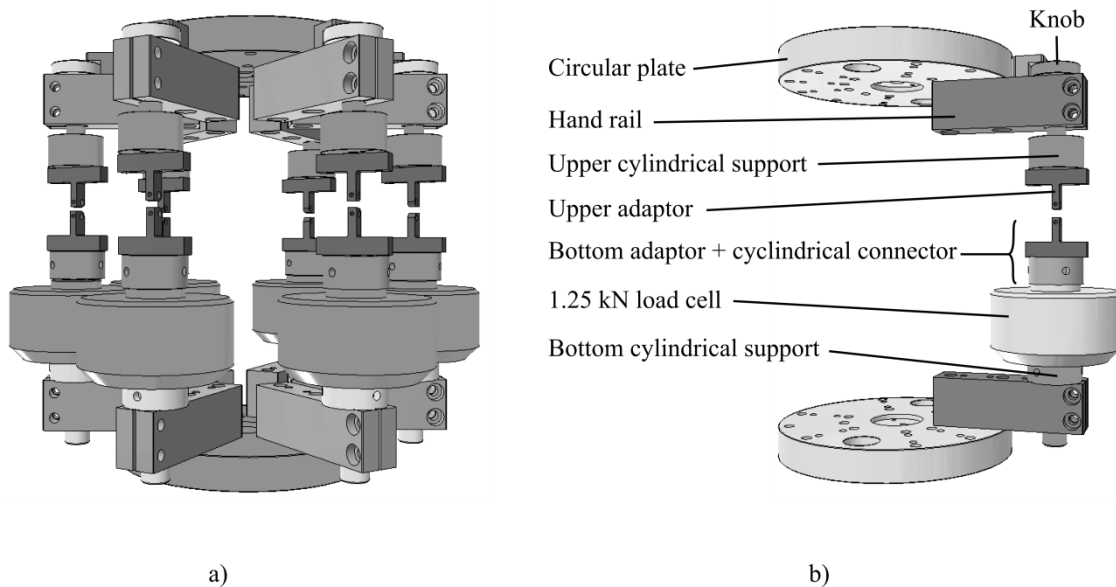 Knob
Circular plate
Hand rail
Upper cylindrical support
Upper adaptor
Bottom adaptor + cyclindrical connector
1.25 kN load cell
Bottom cylindrical support
a)
b)